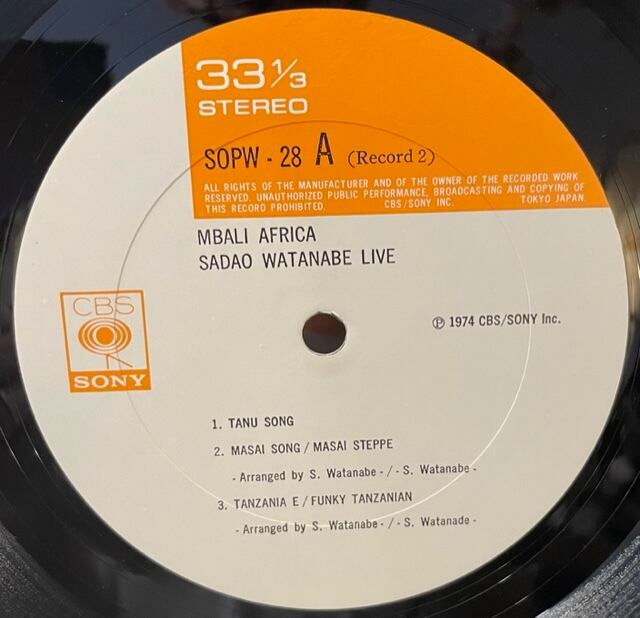 33 1/3
STEREO
SOPW - 28 A (Record 2)
ALL RIGHTS OF THE MANUFACTURER AND OF THE OWNER OF THE RECORDED WORK
RESERVED. UNAUTHORIZED PUBLIC PERFORMANCE, BROADCASTING AND COPYING OF
THIS RECORD PROHIBITED. CBS/SONY INC. TOKYO JAPAN
MBALI AFRICA
SADAO WATANABE LIVE
CBS
SONY
℗ 1974 CBS/SONY Inc.
1. TANU SONG
2. MASAI SONG / MASAI STEPPE
- Arranged by S. Watanabe - / - S. Watanabe -
3. TANZANIA E / FUNKY TANZANIAN
- Arranged by S. Watanabe - / - S. Watanade -